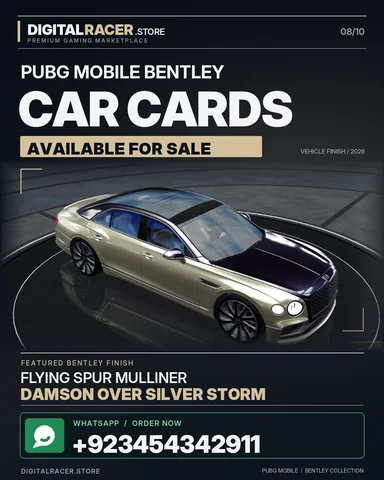 DIGITALRACER.STORE
PREMIUM GAMING MARKETPLACE
08/10
PUBG MOBILE BENTLEY
CAR CARDS
AVAILABLE FOR SALE
VEHICLE FINISH / 2026
FEATURED BENTLEY FINISH
FLYING SPUR MULLINER
DAMSON OVER SILVER STORM
WHATSAPP / ORDER NOW
+923454342911
DIGITALRACER.STORE
PUBG MOBILE / BENTLEY COLLECTION